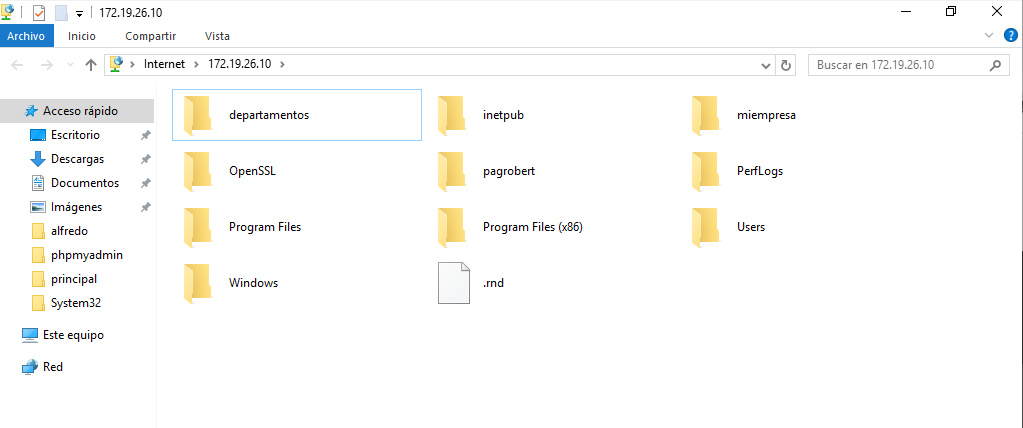 172.19.26.10
Archivo Inicio Compartir Vista
Internet 172.19.26.10 Buscar en 172.19.26.10
Acceso rápido
Escritorio
Descargas
Documentos
Imágenes
alfredo
phpmyadmin
principal
System32
Este equipo
Red
departamentos inetpub miempresa
OpenSSL pagrobert PerfLogs
Program Files Program Files (x86) Users
Windows .rnd